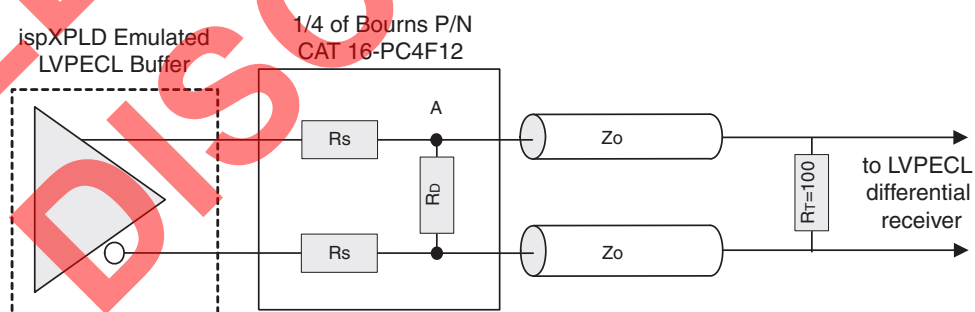 ispXPLD Emulated
LVPECL Buffer
1/4 of Bourns P/N
CAT 16-PC4F12
A
Rs
RD
Rs
Zo
Zo
RT=100
to LVPECL
differential
receiver
DISCO